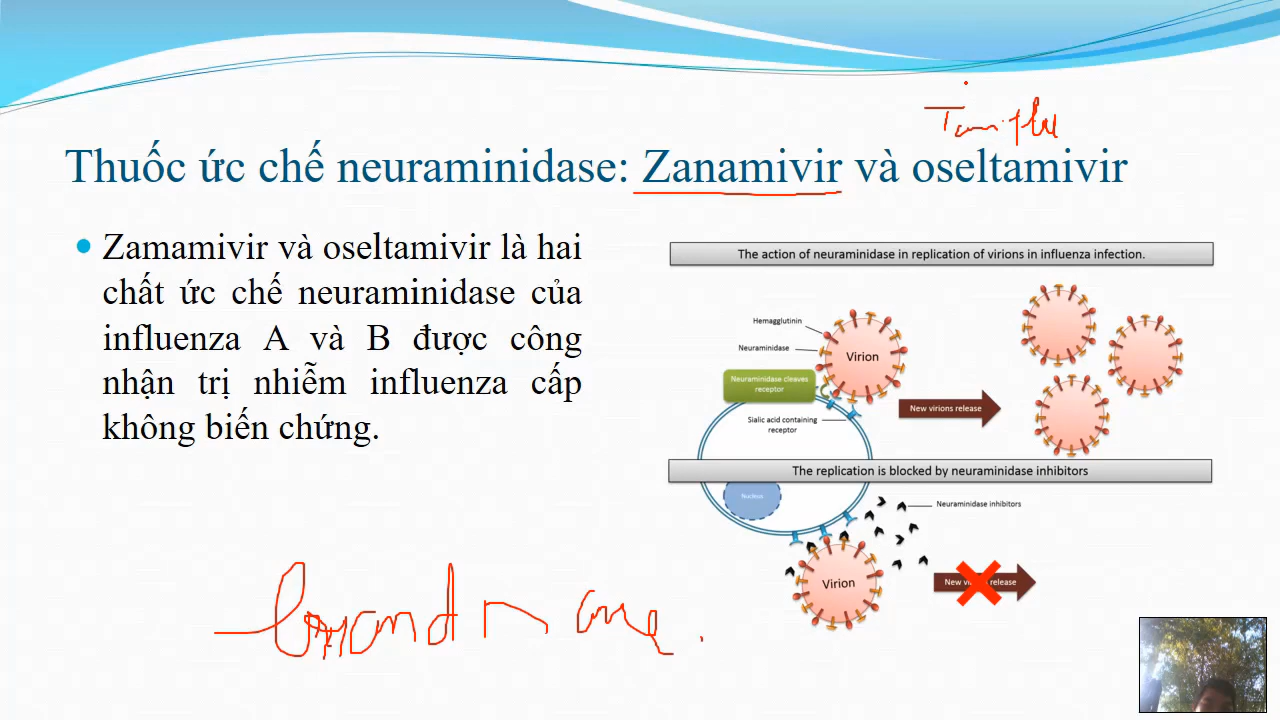 Tamiflu
Thuốc ức chế neuraminidase: Zanamivir và oseltamivir
Zamamivir và oseltamivir là hai
chất ức chế neuraminidase của
influenza A và B được công
nhận trị nhiễm influenza cấp
không biến chứng.
The action of neuraminidase in replication of virions in influenza infection.
Hemagglutinin
Neuraminidase
Virion
Neuraminidase cleaves
receptor
New virions release
Sialic acid containing
receptor
The replication is blocked by neuraminidase inhibitors
Nucleus
Neuraminidase inhibitors
Virion
New virions release
brand name.